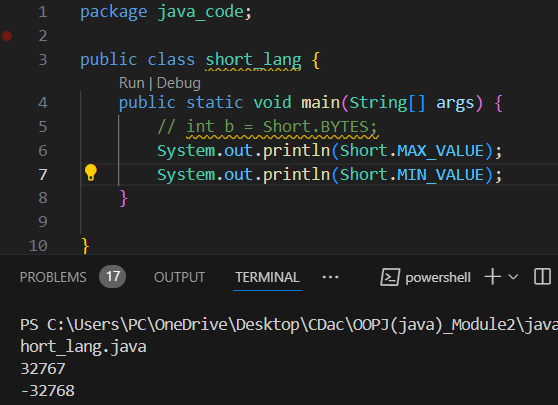 1 package java_code;
2
3 public class short_lang {
Run | Debug
4 public static void main(String[] args) {
5 // int b = Short.BYTES;
6 System.out.println(Short.MAX_VALUE);
7 System.out.println(Short.MIN_VALUE);
8 }
9
10 }
PROBLEMS 17 OUTPUT TERMINAL ··· powershell
PS C:\Users\PC\OneDrive\Desktop\CDac\OOPJ(java)_Module2\java
hort_lang.java
32767
-32768